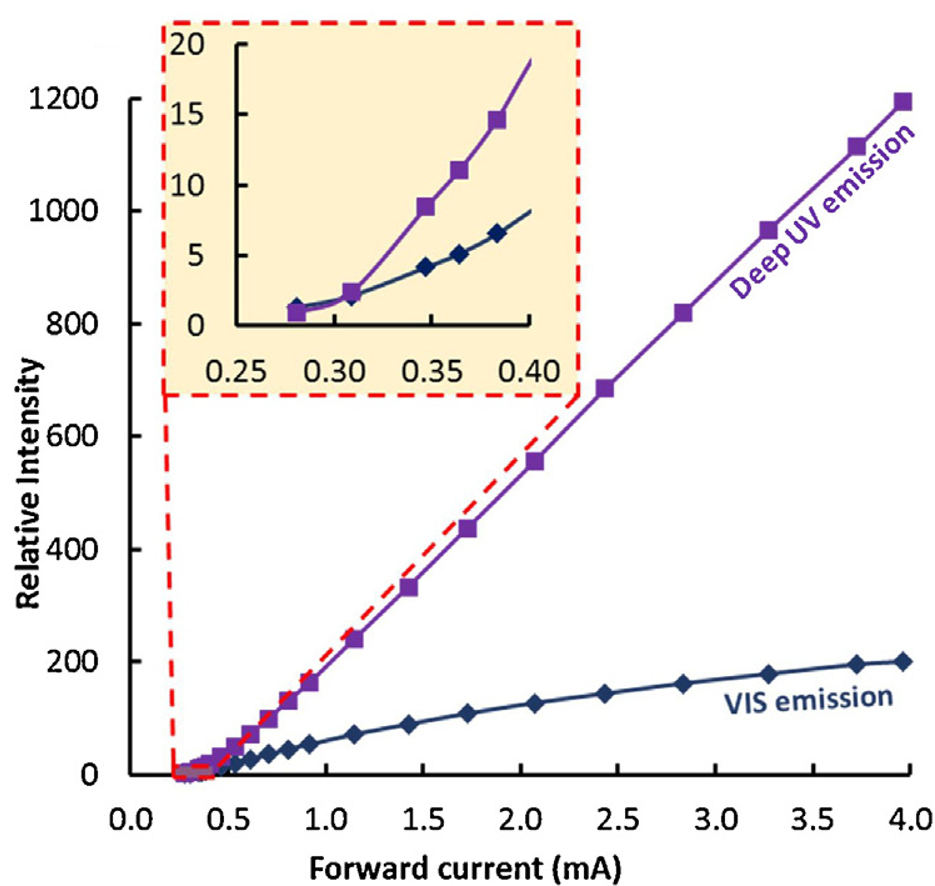 20
15
10
5
0
0.25 0.30 0.35 0.40
1200
1000
800
600
400
200
0
Relative Intensity
Deep UV emission
VIS emission
0.0 0.5 1.0 1.5 2.0 2.5 3.0 3.5 4.0
Forward current (mA)